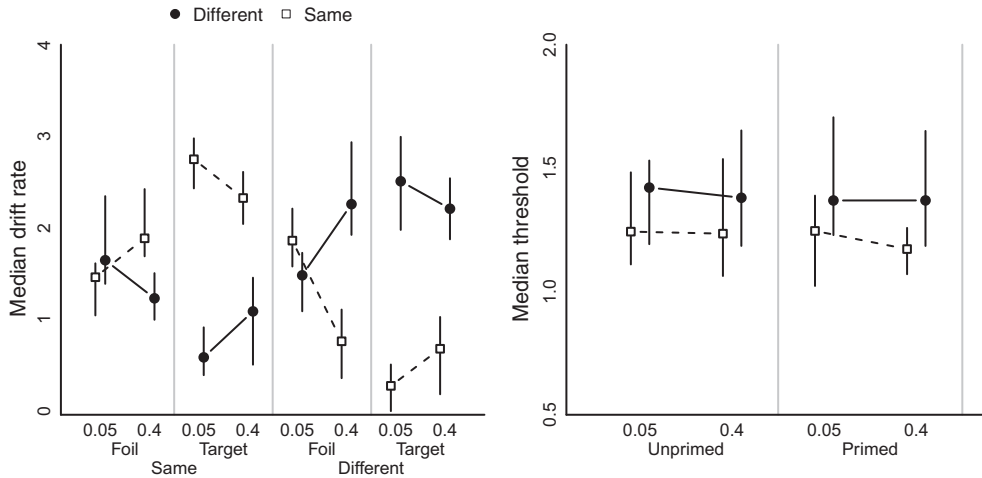 Different Same
Median drift rate
4
3
2
1
0
0.05 0.4 0.05 0.4 0.05 0.4 0.05 0.4
Foil Target Foil Target
Same Different
Median threshold
2.0
1.5
1.0
0.5
0.05 0.4 0.05 0.4
Unprimed Primed